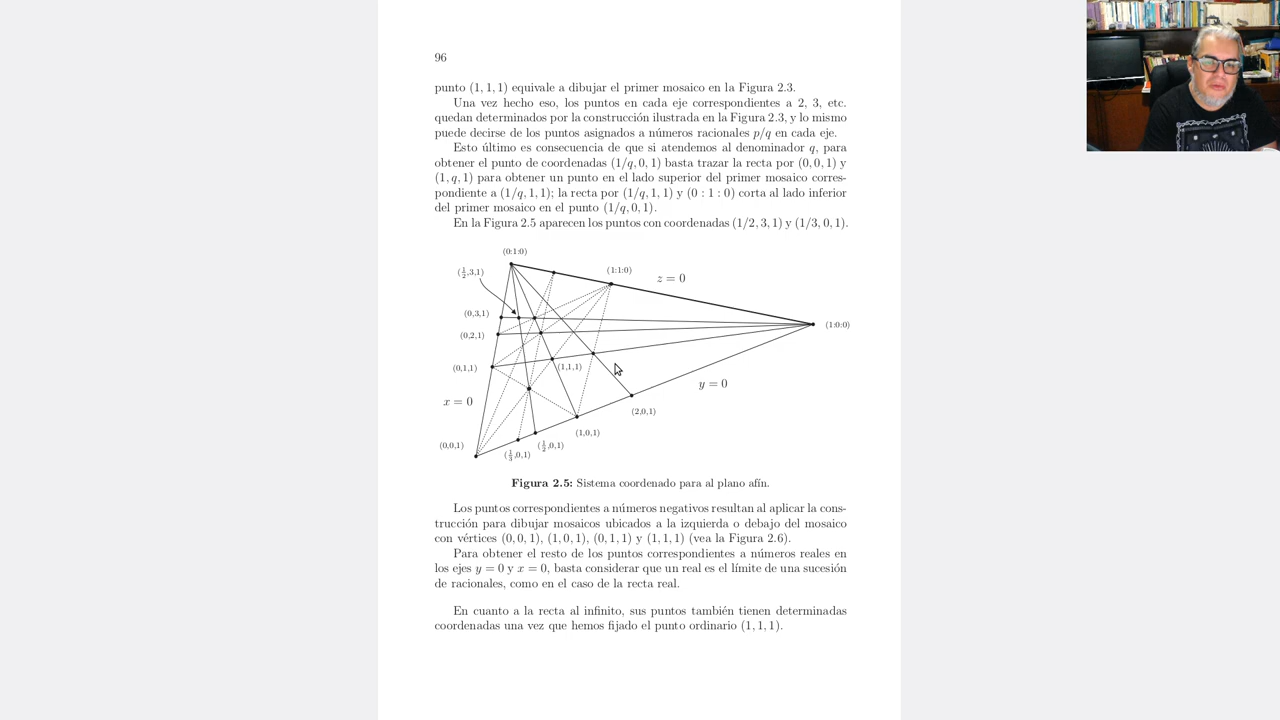 96
punto (1, 1, 1) equivale a dibujar el primer mosaico en la Figura 2.3.
Una vez hecho eso, los puntos en cada eje correspondientes a 2, 3, etc.
quedan determinados por la construcción ilustrada en la Figura 2.3, y lo mismo
puede decirse de los puntos asignados a números racionales p/q en cada eje.
Esto último es consecuencia de que si atendemos al denominador q, para
obtener el punto de coordenadas (1/q, 0, 1) basta trazar la recta por (0, 0, 1) y
(1, q, 1) para obtener un punto en el lado superior del primer mosaico corres-
pondiente a (1/q, 1, 1); la recta por (1/q, 1, 1) y (0 : 1 : 0) corta al lado inferior
del primer mosaico en el punto (1/q, 0, 1).
En la Figura 2.5 aparecen los puntos con coordenadas (1/2, 3, 1) y (1/3, 0, 1).
(0:1:0)
(1/2,3,1)
(1:1:0)
z = 0
(0,3,1)
(1:0:0)
(0,2,1)
(0,1,1)
(1,1,1)
y = 0
x = 0
(2,0,1)
(1,0,1)
(0,0,1)
(1/2,0,1)
(1/3,0,1)
Figura 2.5: Sistema coordenado para al plano afín.
Los puntos correspondientes a números negativos resultan al aplicar la cons-
trucción para dibujar mosaicos ubicados a la izquierda o debajo del mosaico
con vértices (0, 0, 1), (1, 0, 1), (0, 1, 1) y (1, 1, 1) (vea la Figura 2.6).
Para obtener el resto de los puntos correspondientes a números reales en
los ejes y = 0 y x = 0, basta considerar que un real es el límite de una sucesión
de racionales, como en el caso de la recta real.
En cuanto a la recta al infinito, sus puntos también tienen determinadas
coordenadas una vez que hemos fijado el punto ordinario (1, 1, 1).